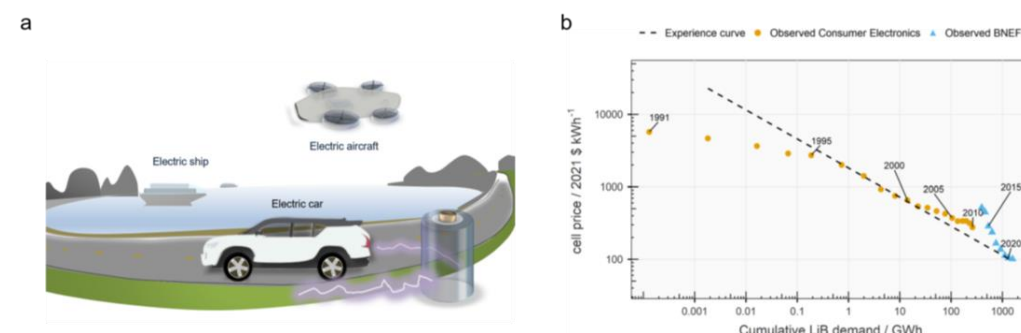 a
Electric aircraft
Electric ship
Electric car
b
Experience curve Observed Consumer Electronics Observed BNEF
cell price / 2021 $ kWh⁻¹
10000
1000
100
1991
1995
2000
2005
2010
2015
2020
0.001 0.01 0.1 1 10 100 1000
Cumulative LiB demand / GWh